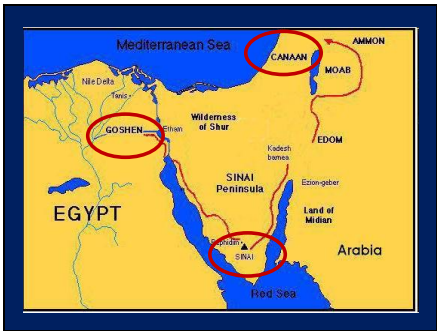 Mediterranean Sea
AMMON
CANAAN
MOAB
Nile Delta
Tanis
Wilderness
of Shur
GOSHEN
Etham
EDOM
Kadesh
barnea
SINAI
Peninsula
Ezion-geber
EGYPT
Land of
Midian
Rephidim
SINAI
Arabia
Red Sea